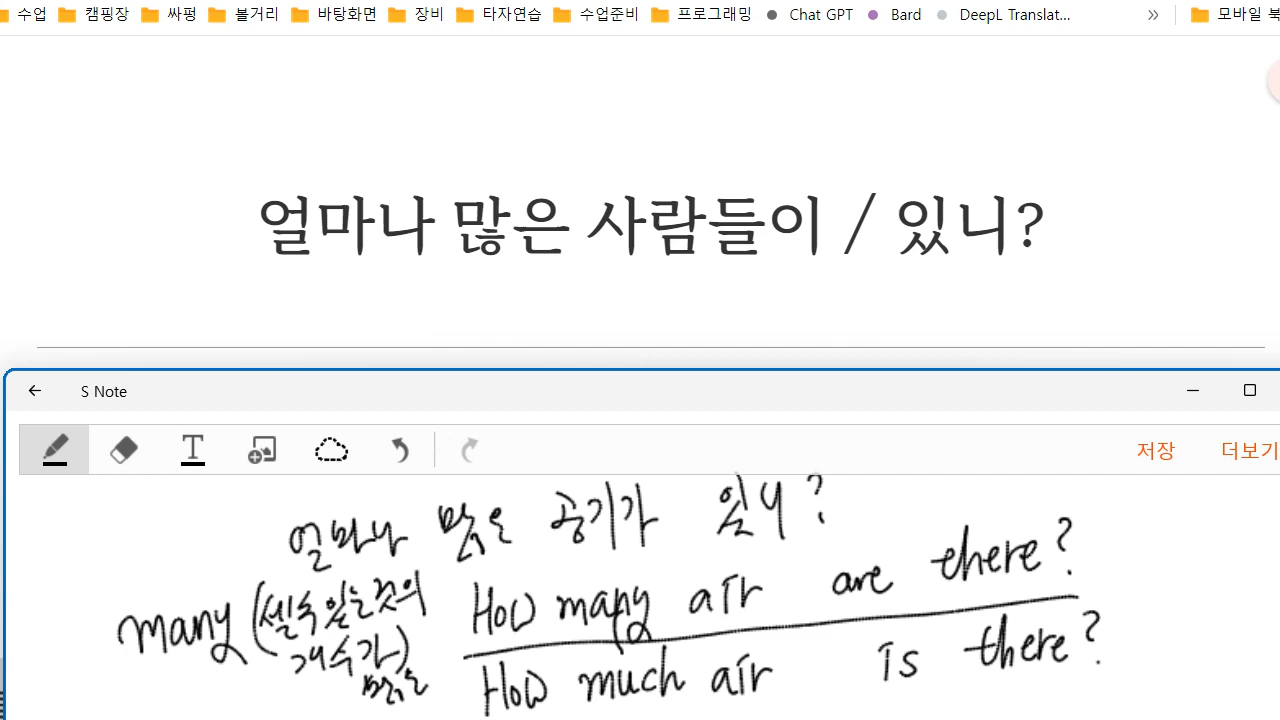 수업 캠핑장 싸펑 볼거리 바탕화면 장비 타자연습 수업준비 프로그래밍 Chat GPT Bard DeepL Translat... » 모바일 북
얼마나 많은 사람들이 / 있니?
S Note
T 저장 더보기
얼마나 많은 공기가 있니?
many (셀수있는것의 개수가) 많은
How many air are there?
How much air is there?